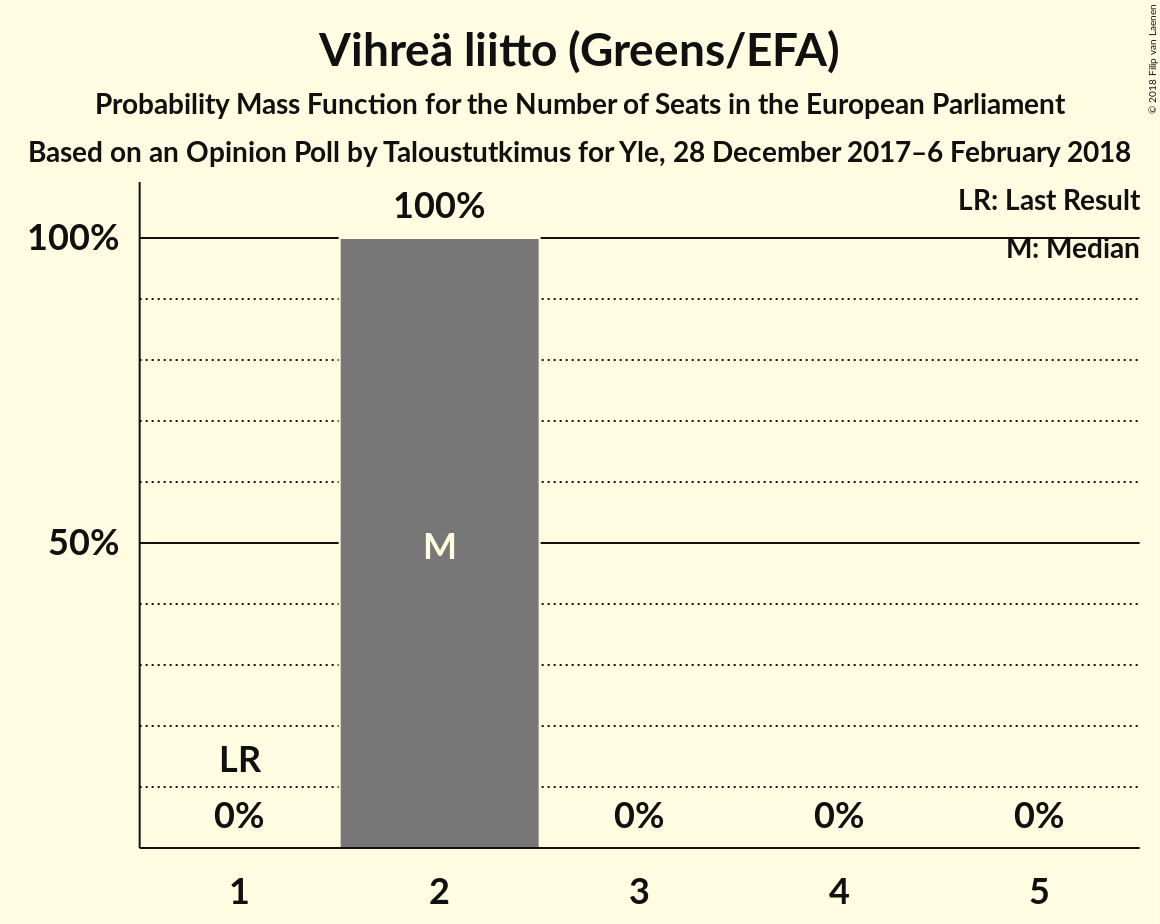 Vihreä liitto (Greens/EFA)
Probability Mass Function for the Number of Seats in the European Parliament
Based on an Opinion Poll by Taloustutkimus for Yle, 28 December 2017–6 February 2018
© 2018 Filip van Laenen
LR: Last Result
M: Median
100%
100%
50%
M
LR
0%
0%
0%
0%
1
2
3
4
5